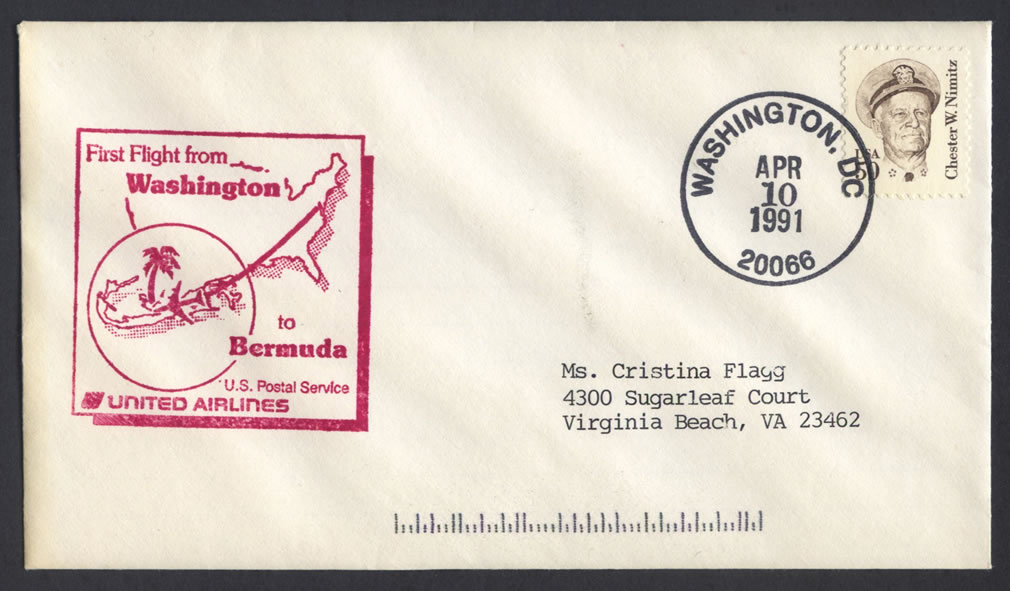 First Flight from
Washington
to
Bermuda
U.S. Postal Service
UNITED AIRLINES
WASHINGTON, DC
APR
10
1991
20066
USA
50
Chester W. Nimitz
Ms. Cristina Flagg
4300 Sugarleaf Court
Virginia Beach, VA 23462